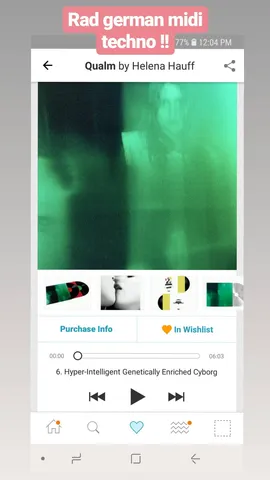 Rad german midi
techno !!
77% 12:04 PM
Qualm by Helena Hauff
Purchase Info
In Wishlist
00:00
06:03
6. Hyper-Intelligent Genetically Enriched Cyborg